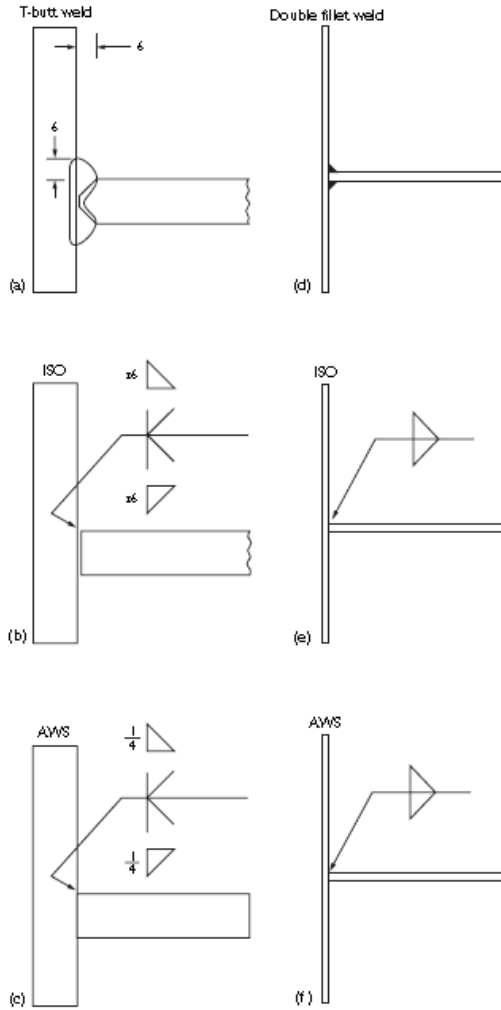 T-butt weld
6
6
(a)
Double fillet weld
(d)
ISO
z6
z6
(b)
ISO
(e)
AWS
1/4
1/4
(c)
AWS
(f)